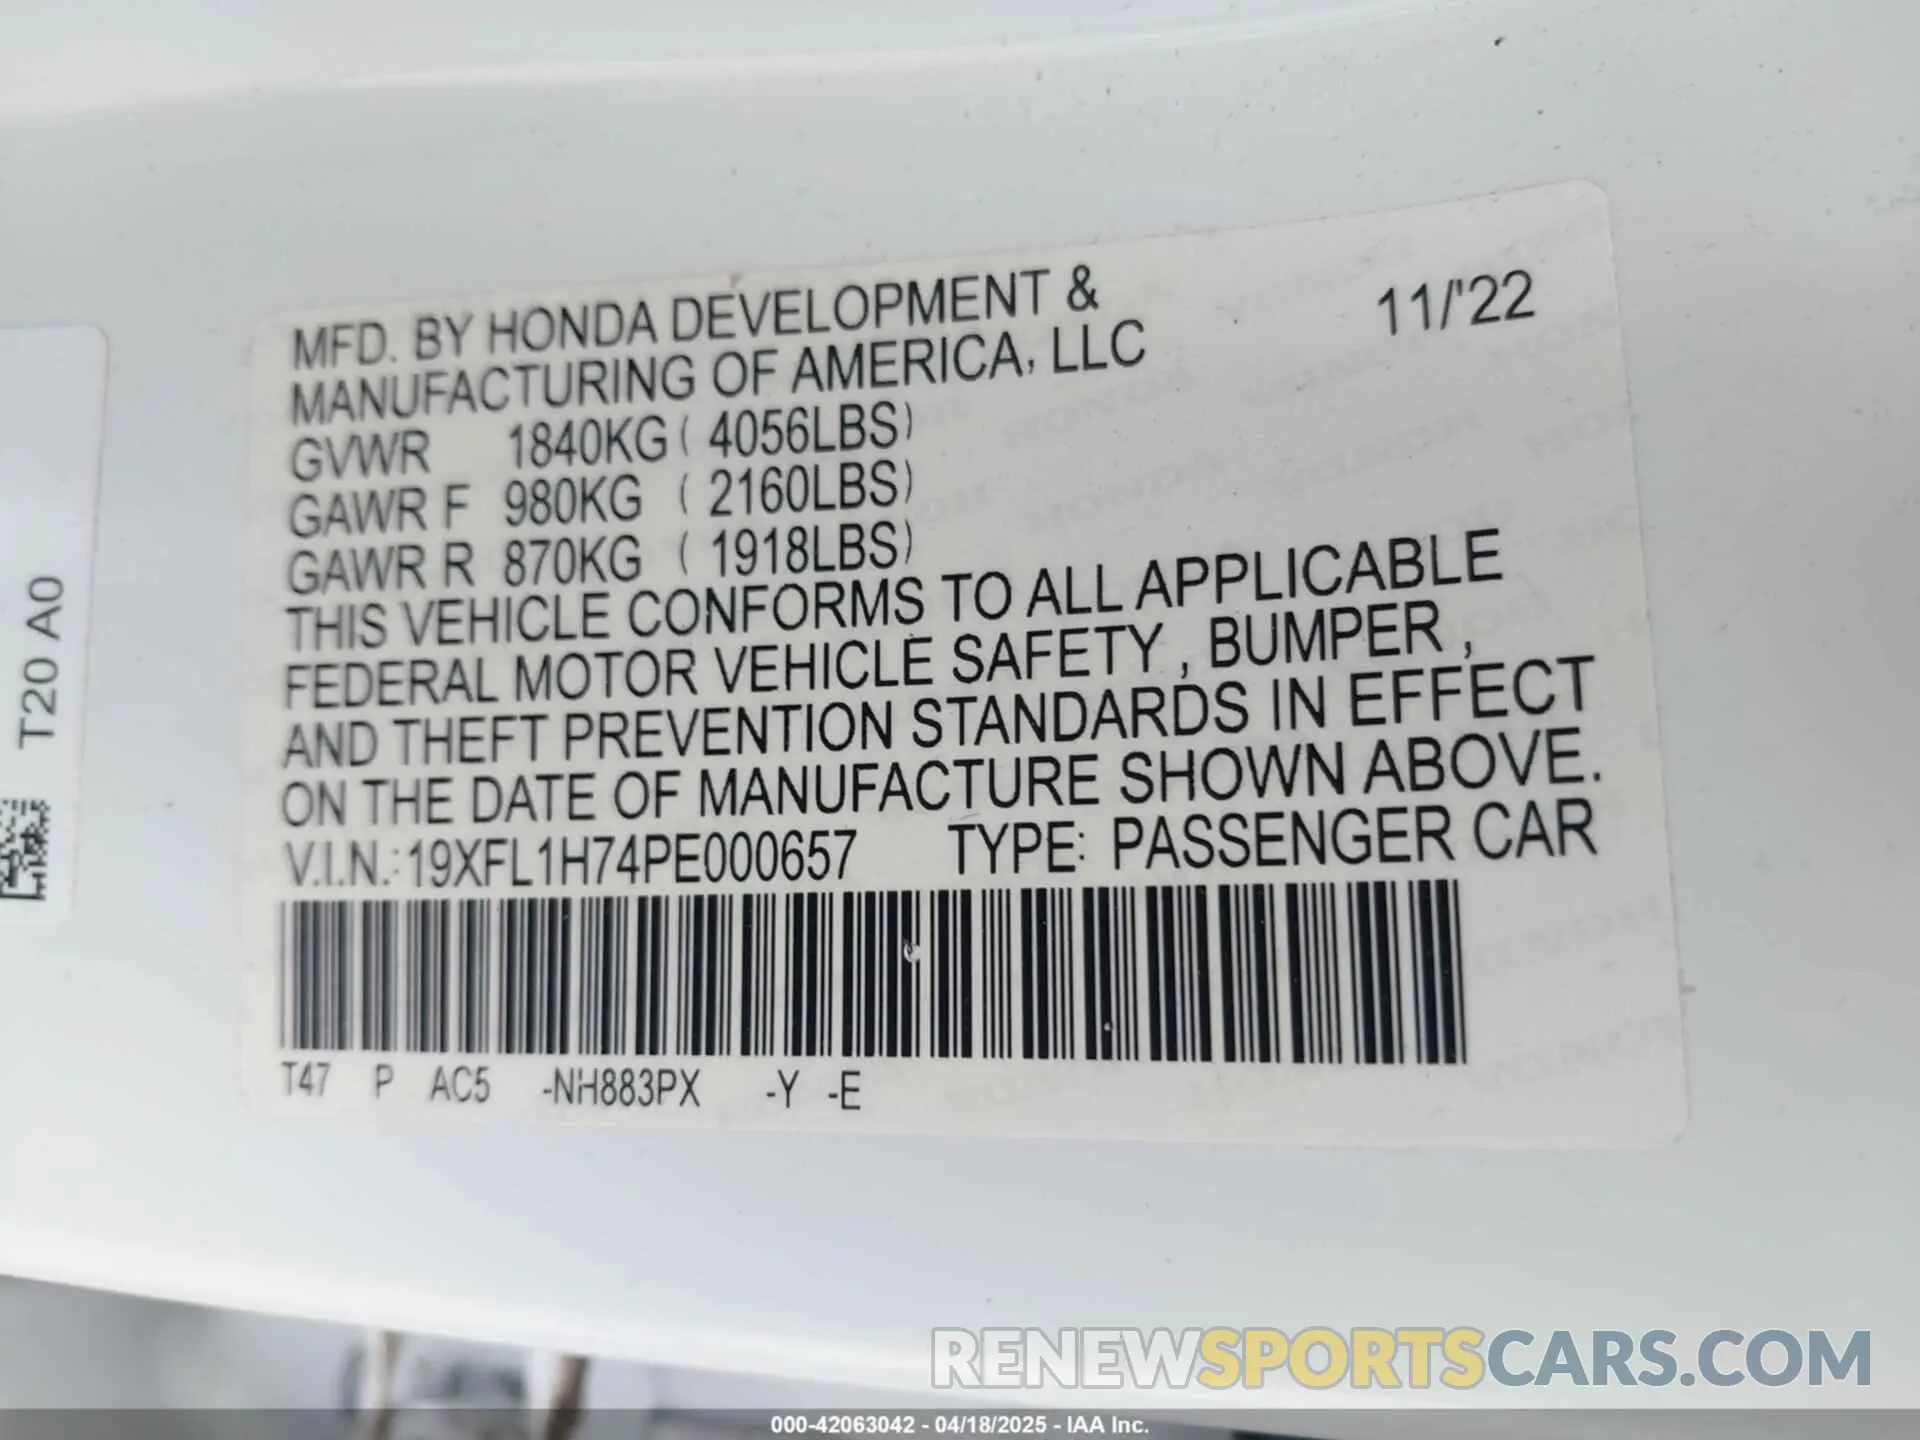 MFD. BY HONDA DEVELOPMENT &
MANUFACTURING OF AMERICA, LLC
11/'22
GVWR 1840KG ( 4056LBS)
GAWR F 980KG ( 2160LBS)
GAWR R 870KG ( 1918LBS)
THIS VEHICLE CONFORMS TO ALL APPLICABLE
FEDERAL MOTOR VEHICLE SAFETY , BUMPER ,
AND THEFT PREVENTION STANDARDS IN EFFECT
ON THE DATE OF MANUFACTURE SHOWN ABOVE.
V.I.N.: 19XFL1H74PE000657 TYPE: PASSENGER CAR
T47 P AC5 -NH883PX -Y -E
T20 A0
RENEWSPORTSCARS.COM
000-42063042 - 04/18/2025 - IAA Inc.